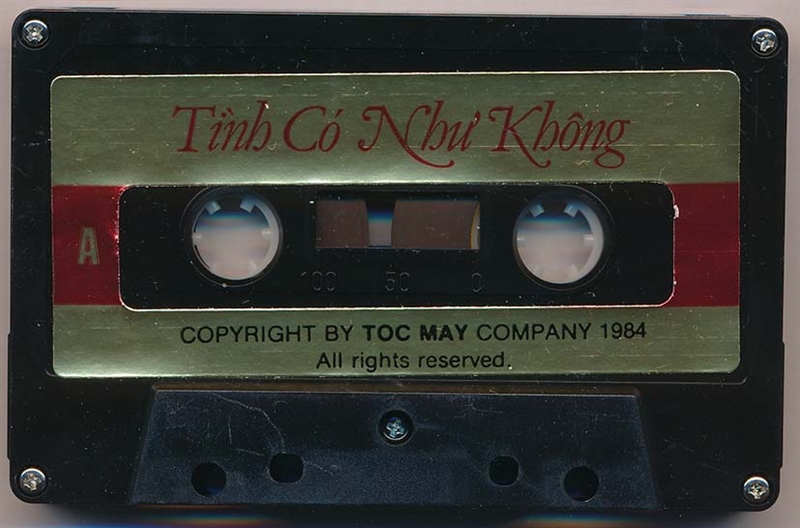 Tình Có Như Không
A
100 50 0
COPYRIGHT BY TOC MAY COMPANY 1984
All rights reserved.